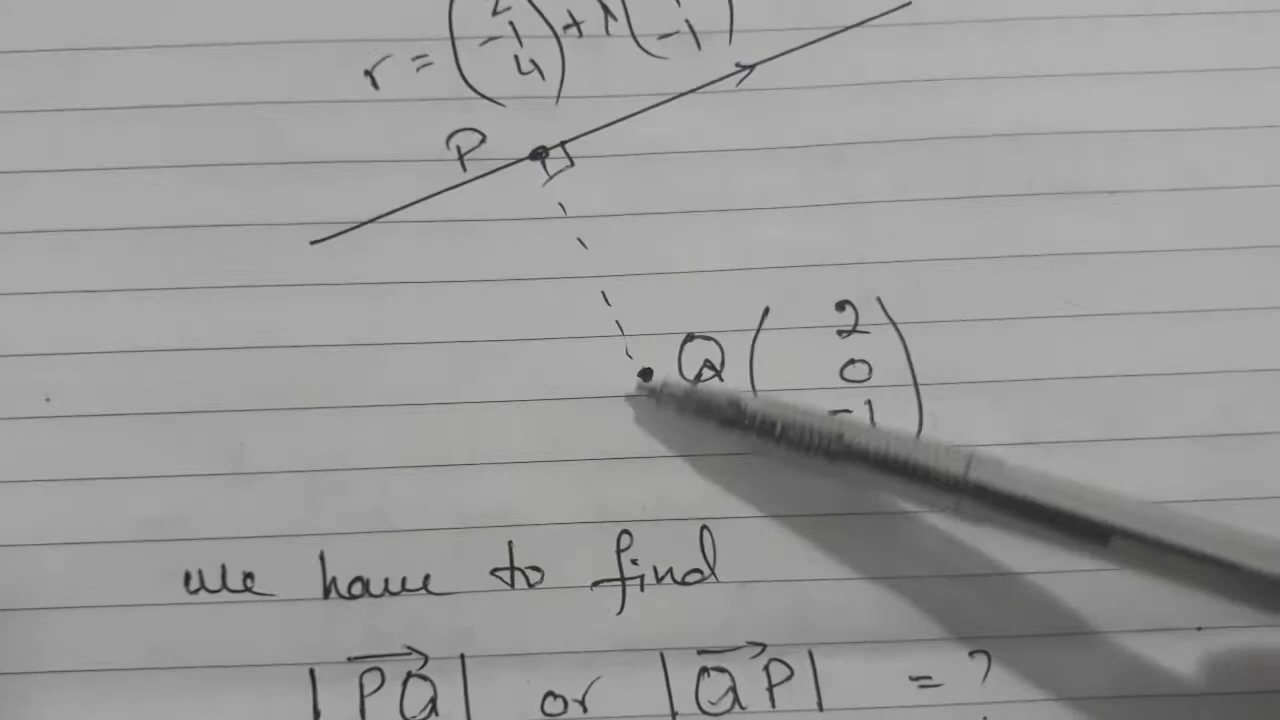 r = (2 -1 4) + λ( -1)
P
Q ( 2 0 -1 )
we have to find
|PQ| or |QP| = ?